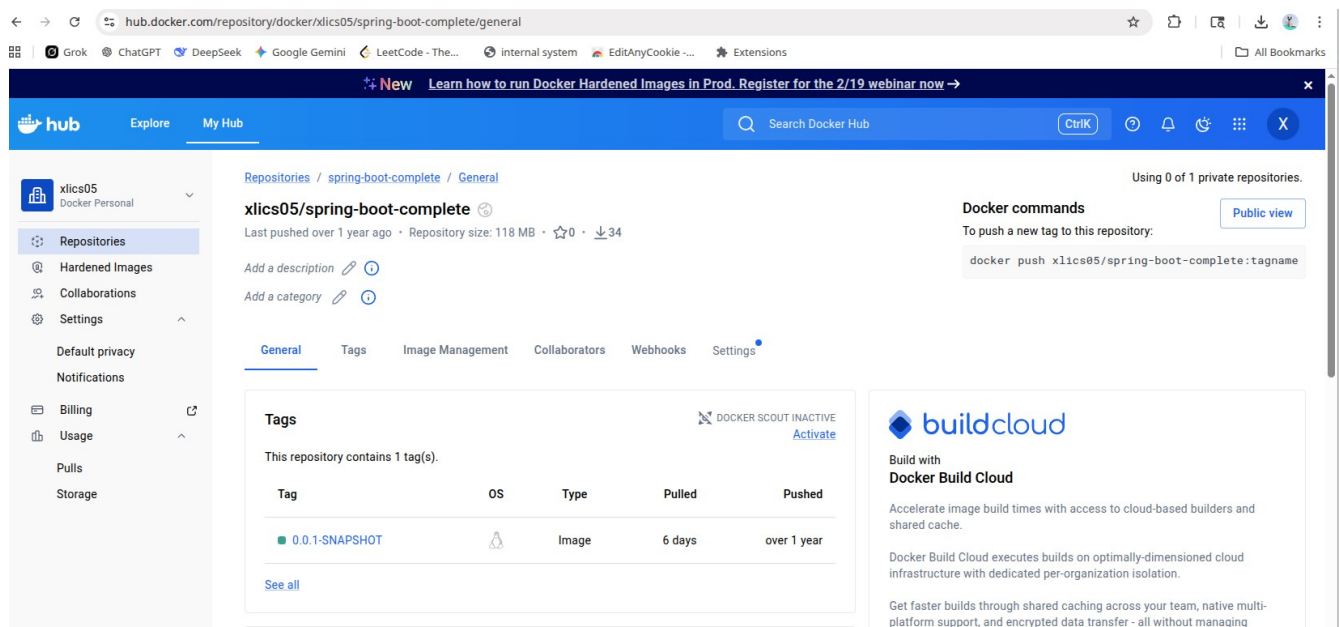 hub.docker.com/repository/docker/xlics05/spring-boot-complete/general
Grok ChatGPT DeepSeek Google Gemini LeetCode - The... internal system EditAnyCookie -... Extensions All Bookmarks
New Learn how to run Docker Hardened Images in Prod. Register for the 2/19 webinar now →
hub Explore My Hub Search Docker Hub CtrlK X
xlics05
Docker Personal
Repositories
Hardened Images
Collaborations
Settings
Default privacy
Notifications
Billing
Usage
Pulls
Storage
Repositories / spring-boot-complete / General
Using 0 of 1 private repositories.
xlics05/spring-boot-complete
Last pushed over 1 year ago · Repository size: 118 MB · 0 · 34
Add a description
Add a category
Docker commands
Public view
To push a new tag to this repository:
docker push xlics05/spring-boot-complete:tagname
General Tags Image Management Collaborators Webhooks Settings
Tags
DOCKER SCOUT INACTIVE
Activate
This repository contains 1 tag(s).
Tag OS Type Pulled Pushed
0.0.1-SNAPSHOT Image 6 days over 1 year
See all
buildcloud
Build with
Docker Build Cloud
Accelerate image build times with access to cloud-based builders and
shared cache.
Docker Build Cloud executes builds on optimally-dimensioned cloud
infrastructure with dedicated per-organization isolation.
Get faster builds through shared caching across your team, native multi-
platform support, and encrypted data transfer - all without managing